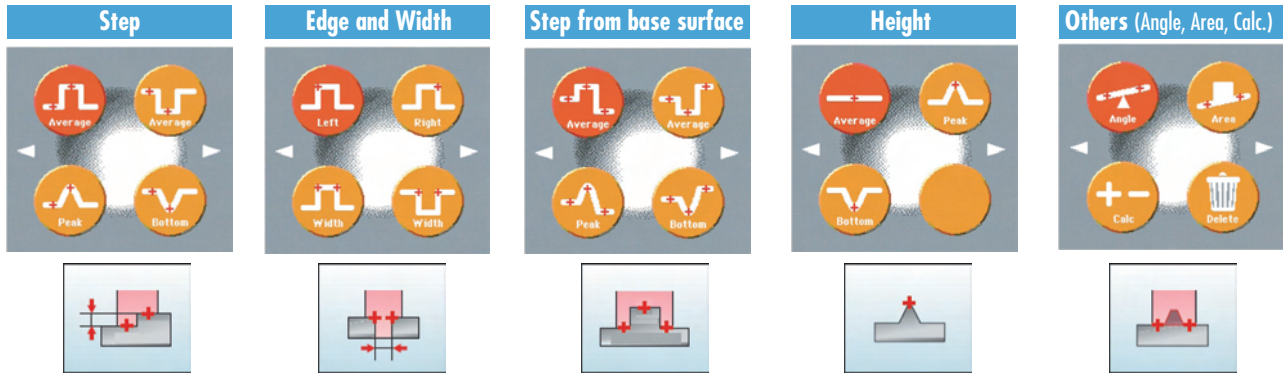 Step
Average
Average
Peak
Bottom
Edge and Width
Left
Right
Width
Width
Step from base surface
Average
Average
Peak
Bottom
Height
Average
Peak
Bottom
Others (Angle, Area, Calc.)
Angle
Area
Calc
Delete